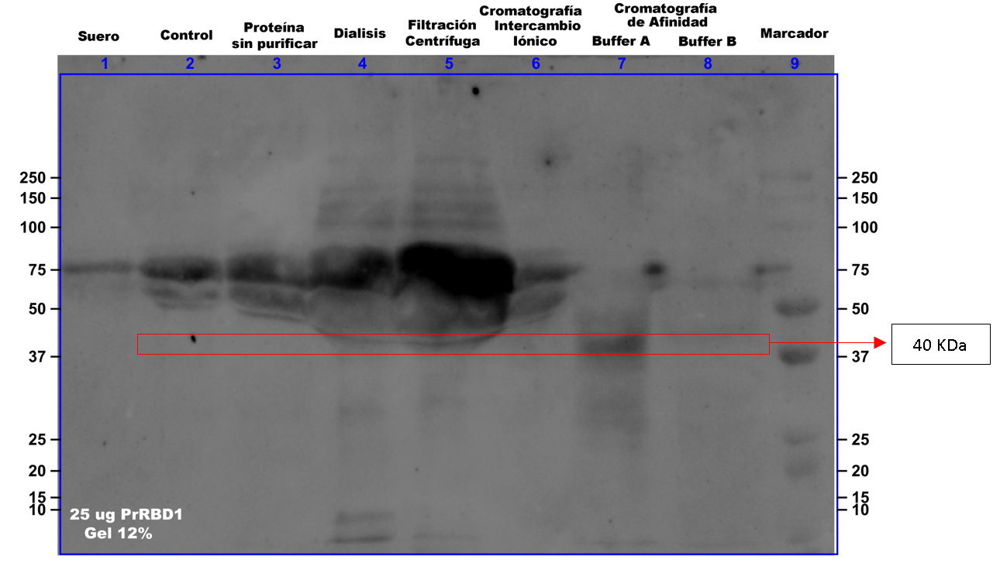 Suero
Control
Proteína
sin purificar
Dialisis
Filtración
Centrífuga
Cromatografía
Intercambio
Iónico
Cromatografía
de Afinidad
Buffer A
Buffer B
Marcador
1 2 3 4 5 6 7 8 9
250 250
150 150
100 100
75 75
50 50
40 KDa
37 37
25 25
20 20
15 15
10 10
25 ug PrRBD1
Gel 12%